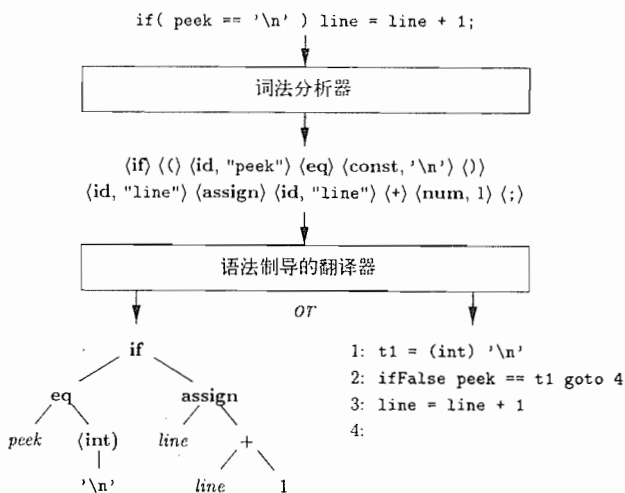 if( peek == '\n' ) line = line + 1;
词法分析器
⟨if⟩ ⟨(⟩ ⟨id, "peek"⟩ ⟨eq⟩ ⟨const, '\n'⟩ ⟨)⟩
⟨id, "line"⟩ ⟨assign⟩ ⟨id, "line"⟩ ⟨+⟩ ⟨num, 1⟩ ⟨;⟩
语法制导的翻译器
or
if
eq assign
peek (int) line +
'\n' line 1
1: t1 = (int) '\n'
2: ifFalse peek == t1 goto 4
3: line = line + 1
4: